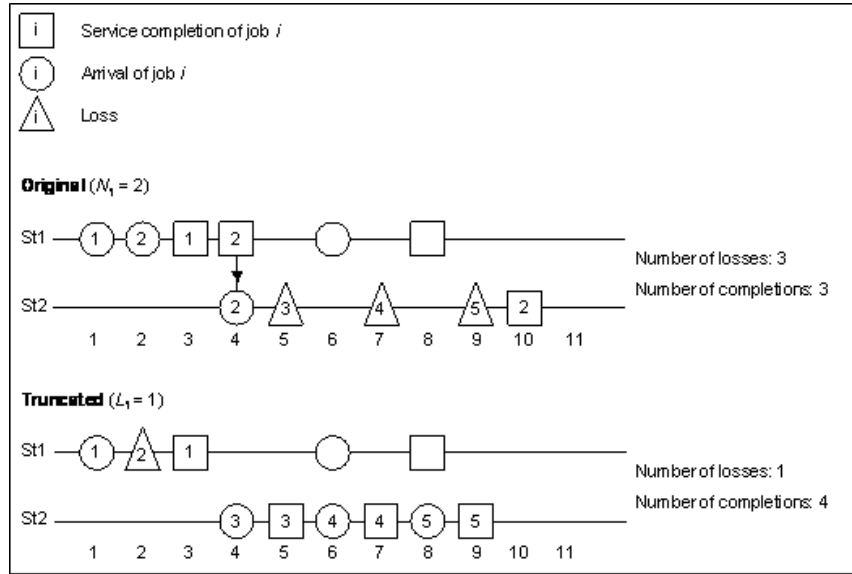 i Service completion of job i
i Arrival of job i
i Loss
Original (N₁ = 2)
St1 1 2 1 2
Number of losses: 3
Number of completions: 3
St2 2 3 4 5 2
1 2 3 4 5 6 7 8 9 10 11
Truncated (L₁ = 1)
St1 1 2 1
Number of losses: 1
Number of completions: 4
St2 3 3 4 4 5 5
1 2 3 4 5 6 7 8 9 10 11